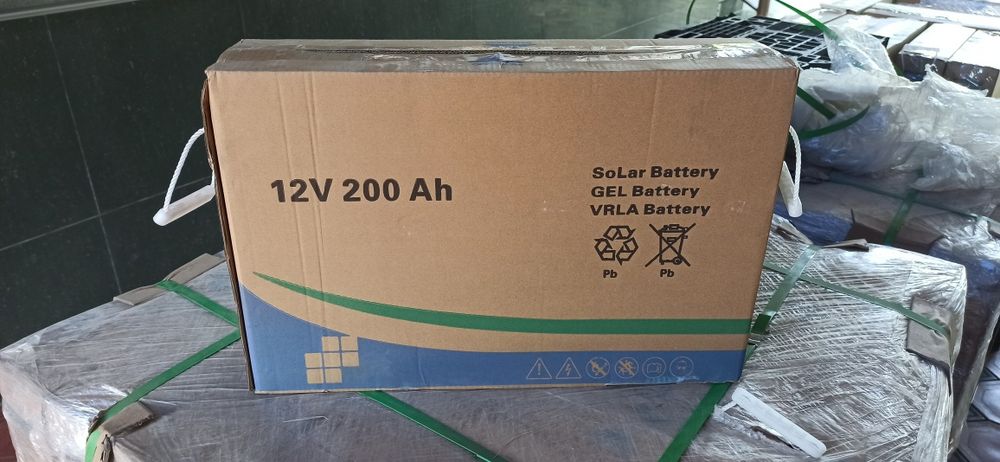 12V 200 Ah
SoLar Battery
GEL Battery
VRLA Battery
Pb
Pb